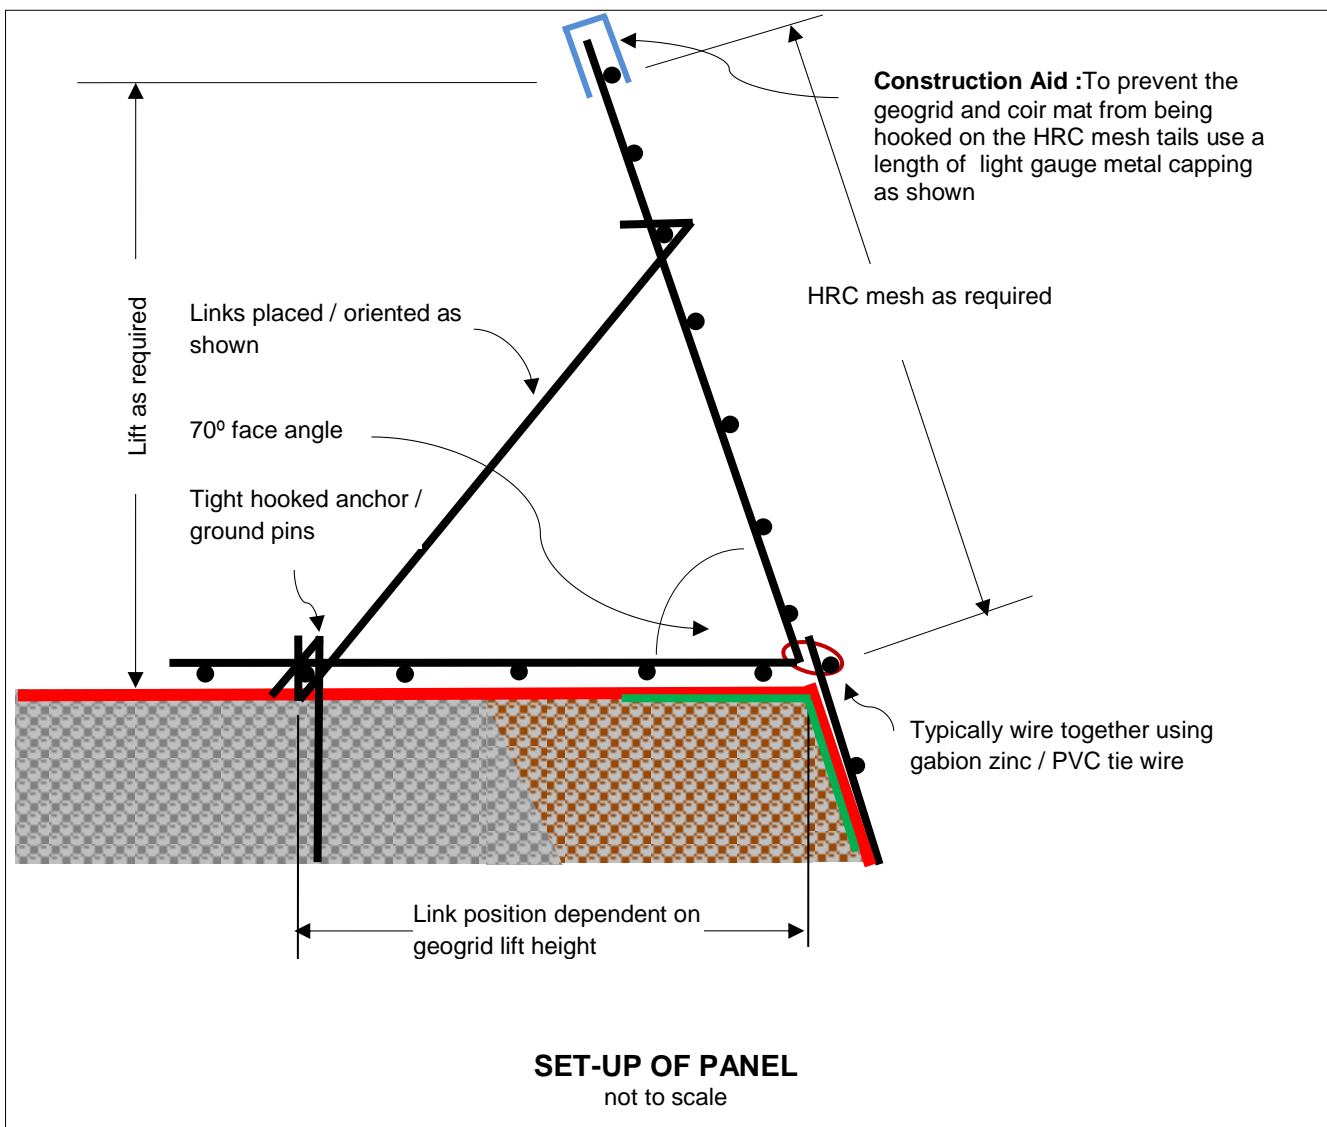 Construction Aid :To prevent the
geogrid and coir mat from being
hooked on the HRC mesh tails use a
length of light gauge metal capping
as shown
HRC mesh as required
Lift as required
Links placed / oriented as
shown
70º face angle
Tight hooked anchor /
ground pins
Typically wire together using
gabion zinc / PVC tie wire
Link position dependent on
geogrid lift height
SET-UP OF PANEL
not to scale